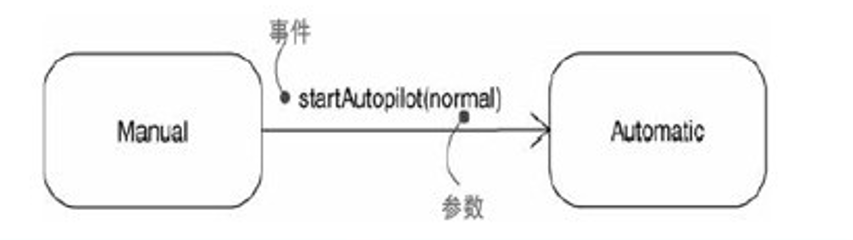 事件
startAutopilot(normal)
Manual
Automatic
参数